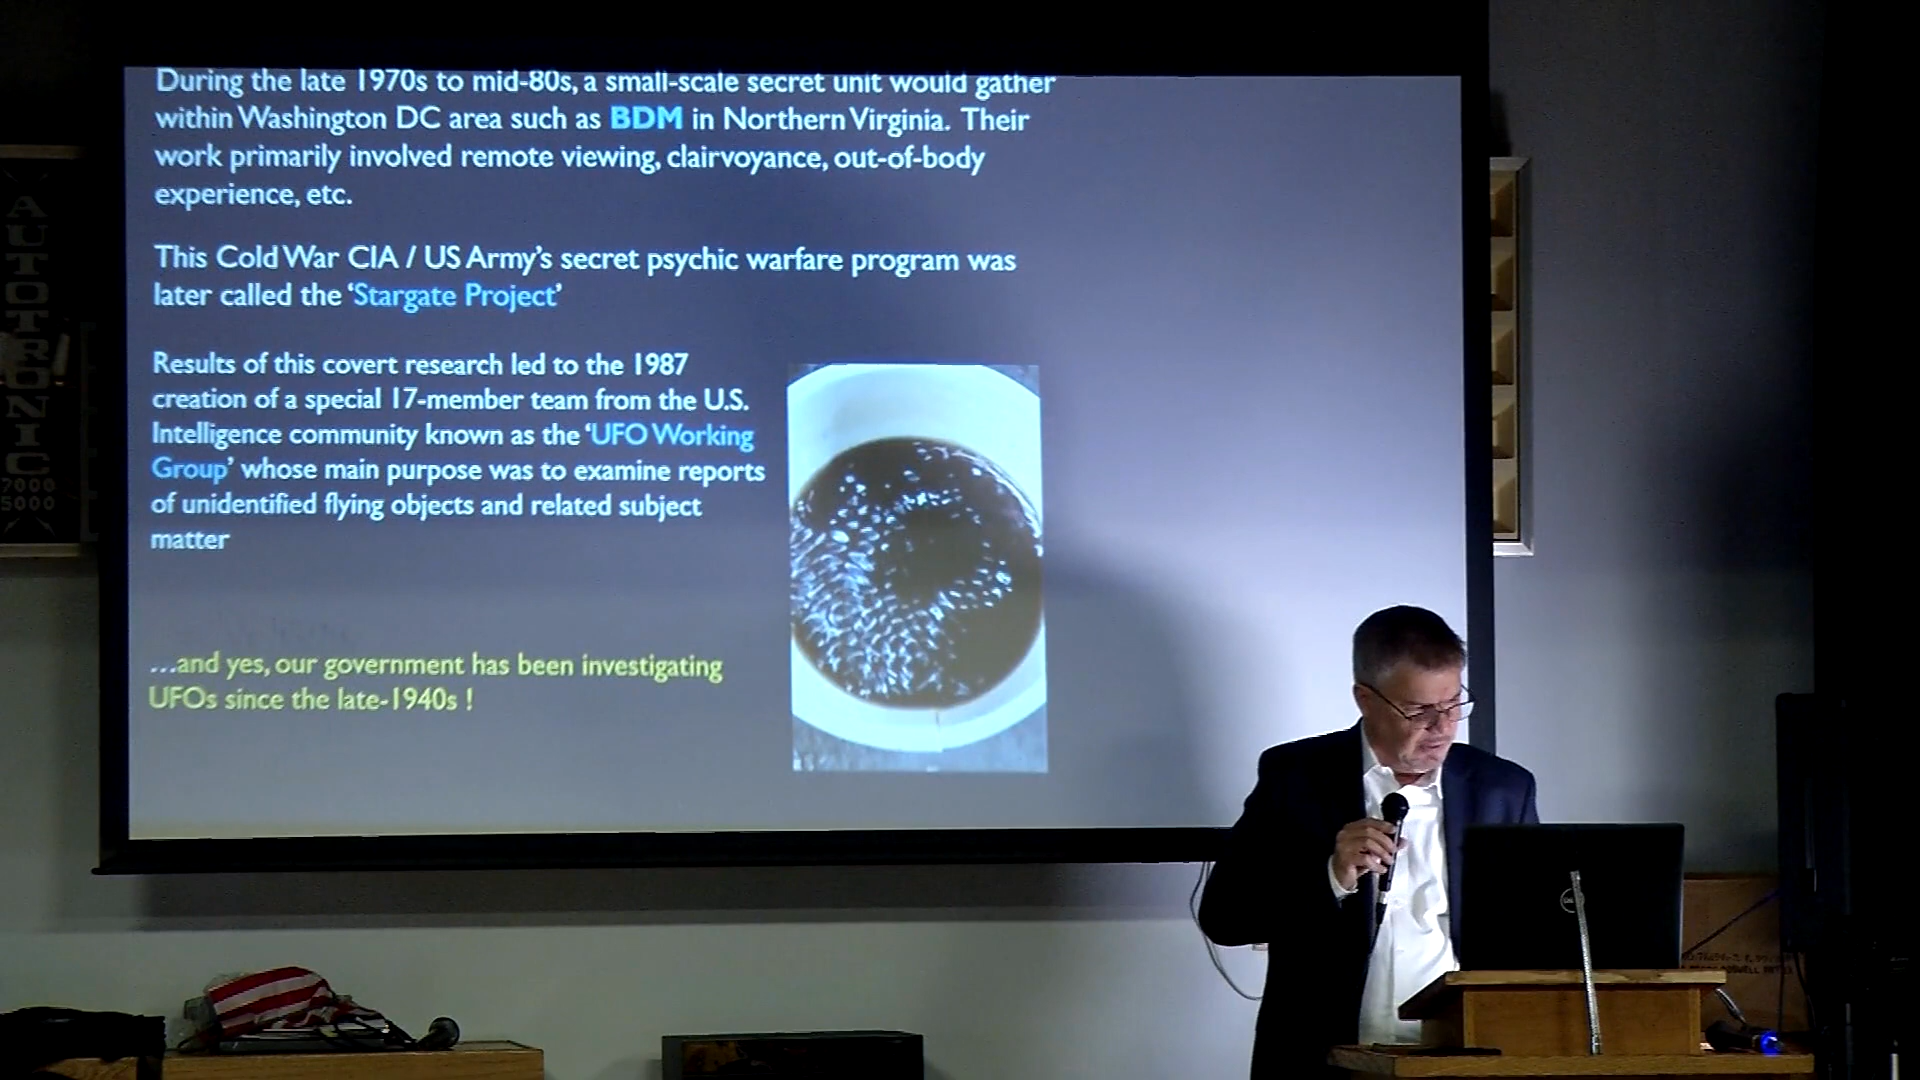 During the late 1970s to mid-80s, a small-scale secret unit would gather
within Washington DC area such as BDM in Northern Virginia. Their
work primarily involved remote viewing, clairvoyance, out-of-body
experience, etc.
This Cold War CIA / US Army's secret psychic warfare program was
later called the 'Stargate Project'
Results of this covert research led to the 1987
creation of a special 17-member team from the U.S.
Intelligence community known as the 'UFO Working
Group' whose main purpose was to examine reports
of unidentified flying objects and related subject
matter
...and yes, our government has been investigating
UFOs since the late-1940s !
AUTOTRONIC
7000
5000